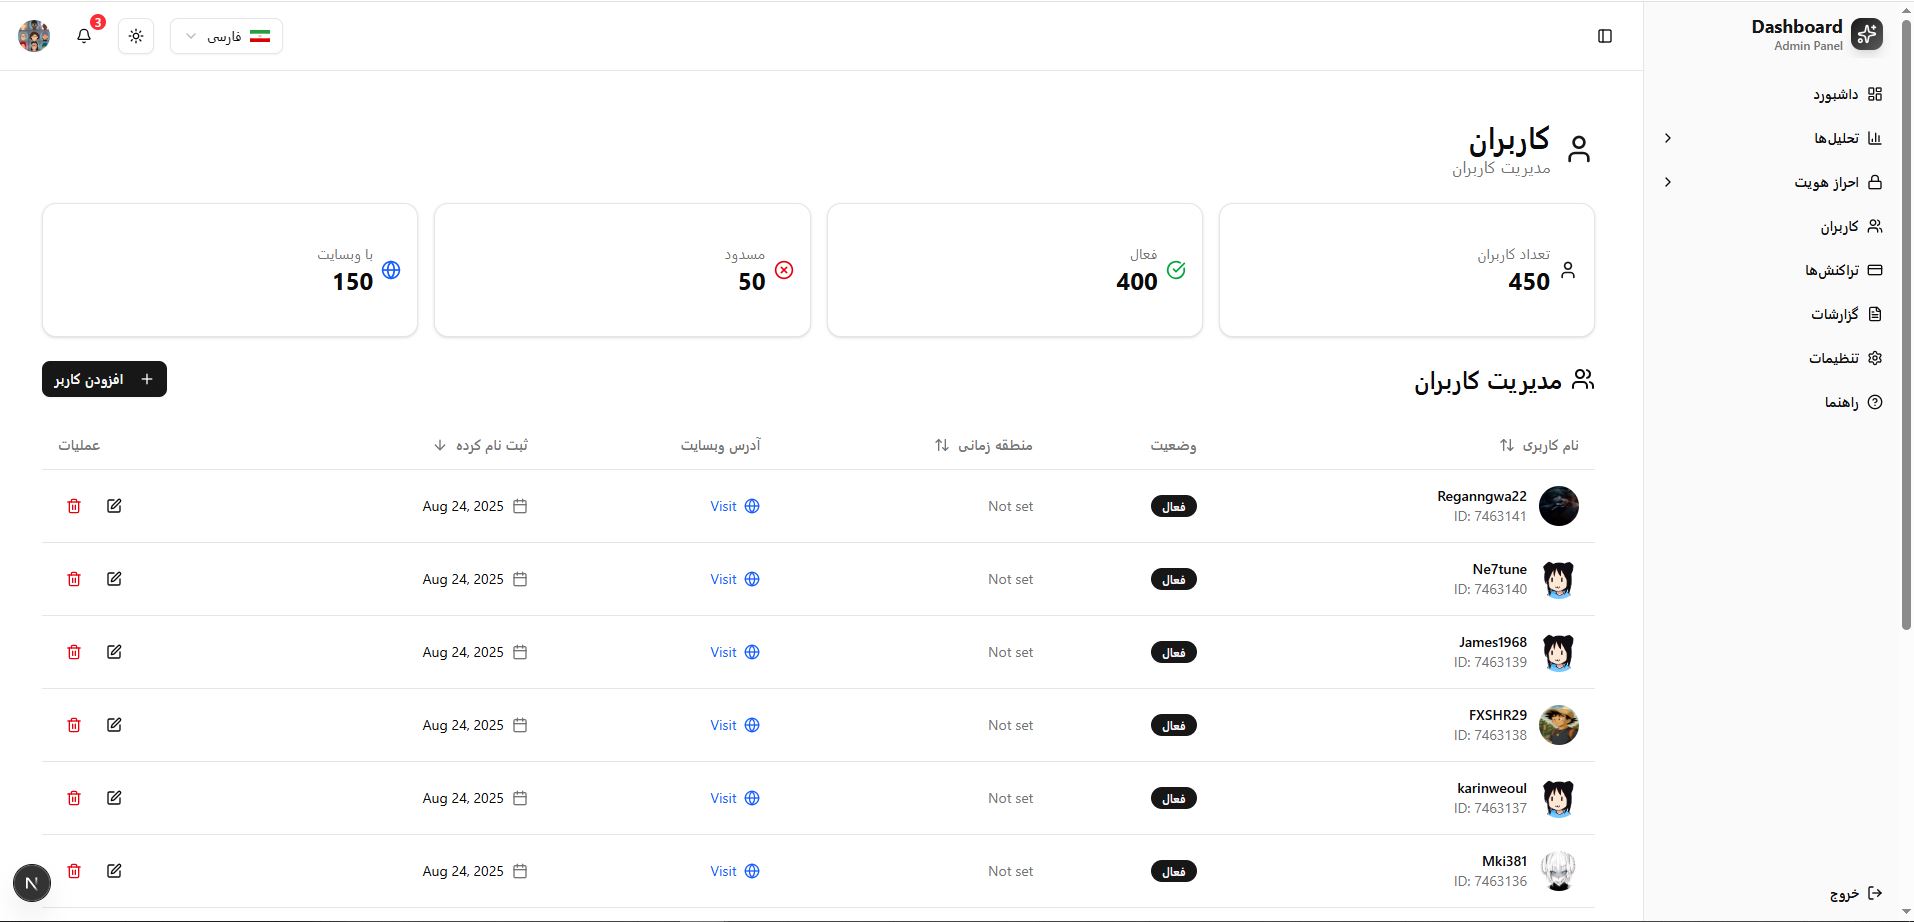 Dashboard
Admin Panel
داشبورد
تحلیل‌ها
احراز هویت
کاربران
تراکنش‌ها
گزارشات
تنظیمات
راهنما
خروج
فارسی
3
کاربران
مدیریت کاربران
تعداد کاربران
450
فعال
400
مسدود
50
با وبسایت
150
مدیریت کاربران
افزودن کاربر
نام کاربری وضعیت منطقه زمانی آدرس وبسایت ثبت نام کرده عملیات
Reganngwa22
ID: 7463141
فعال
Not set
Visit
Aug 24, 2025
Ne7tune
ID: 7463140
فعال
Not set
Visit
Aug 24, 2025
James1968
ID: 7463139
فعال
Not set
Visit
Aug 24, 2025
FXSHR29
ID: 7463138
فعال
Not set
Visit
Aug 24, 2025
karinweoul
ID: 7463137
فعال
Not set
Visit
Aug 24, 2025
Mki381
ID: 7463136
فعال
Not set
Visit
Aug 24, 2025
N